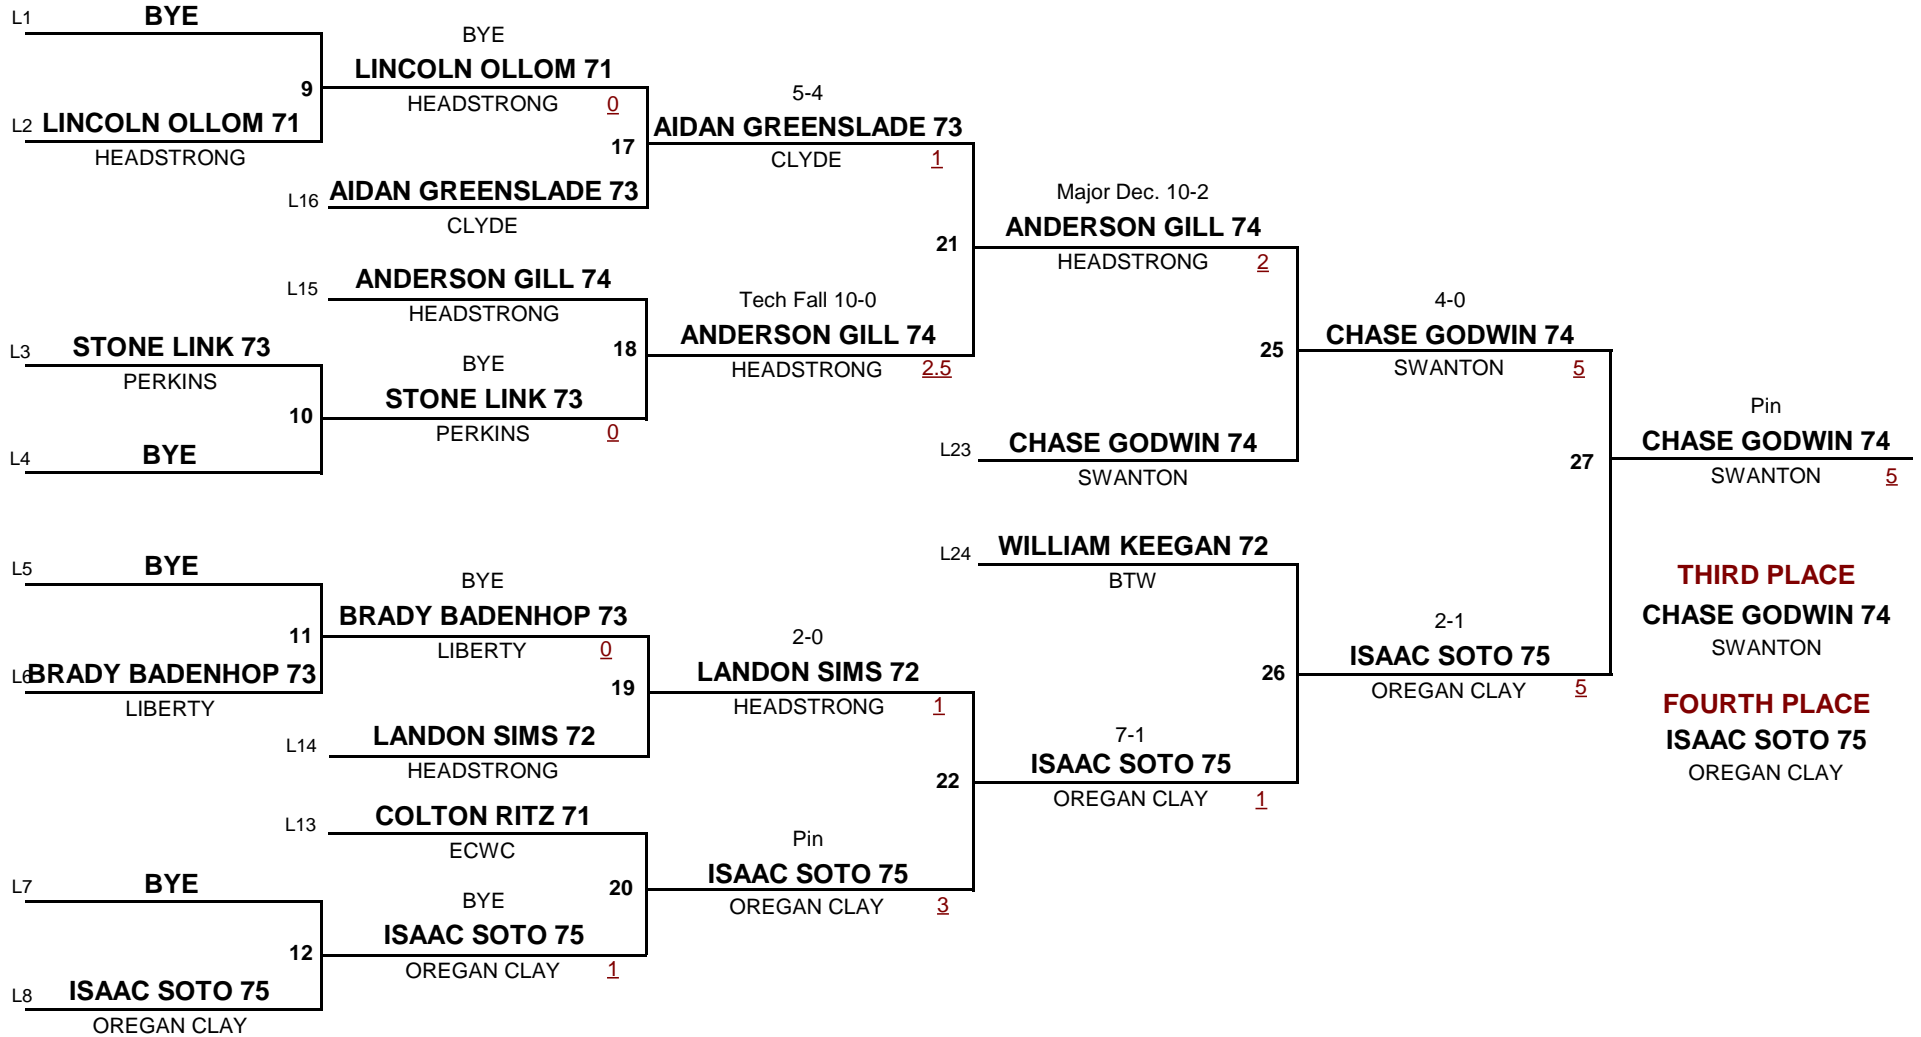 L1 BYE
9
L2 LINCOLN OLLOM 71
HEADSTRONG
L3 STONE LINK 73
PERKINS
10
L4 BYE
L5 BYE
11
L6 BRADY BADENHOP 73
LIBERTY
L7 BYE
12
L8 ISAAC SOTO 75
OREGAN CLAY
BYE
LINCOLN OLLOM 71
HEADSTRONG 0
17
L16 AIDAN GREENSLADE 73
CLYDE
L15 ANDERSON GILL 74
HEADSTRONG
18
BYE
STONE LINK 73
PERKINS 0
BYE
BRADY BADENHOP 73
LIBERTY 0
19
L14 LANDON SIMS 72
HEADSTRONG
L13 COLTON RITZ 71
ECWC
20
BYE
ISAAC SOTO 75
OREGAN CLAY 1
5-4
AIDAN GREENSLADE 73
CLYDE 1
21
Tech Fall 10-0
ANDERSON GILL 74
HEADSTRONG 2.5
2-0
LANDON SIMS 72
HEADSTRONG 1
22
Pin
ISAAC SOTO 75
OREGAN CLAY 3
Major Dec. 10-2
ANDERSON GILL 74
HEADSTRONG 2
25
L23 CHASE GODWIN 74
SWANTON
L24 WILLIAM KEEGAN 72
BTW
26
7-1
ISAAC SOTO 75
OREGAN CLAY 1
4-0
CHASE GODWIN 74
SWANTON 5
27
2-1
ISAAC SOTO 75
OREGAN CLAY 5
Pin
CHASE GODWIN 74
SWANTON 5
THIRD PLACE
CHASE GODWIN 74
SWANTON
FOURTH PLACE
ISAAC SOTO 75
OREGAN CLAY